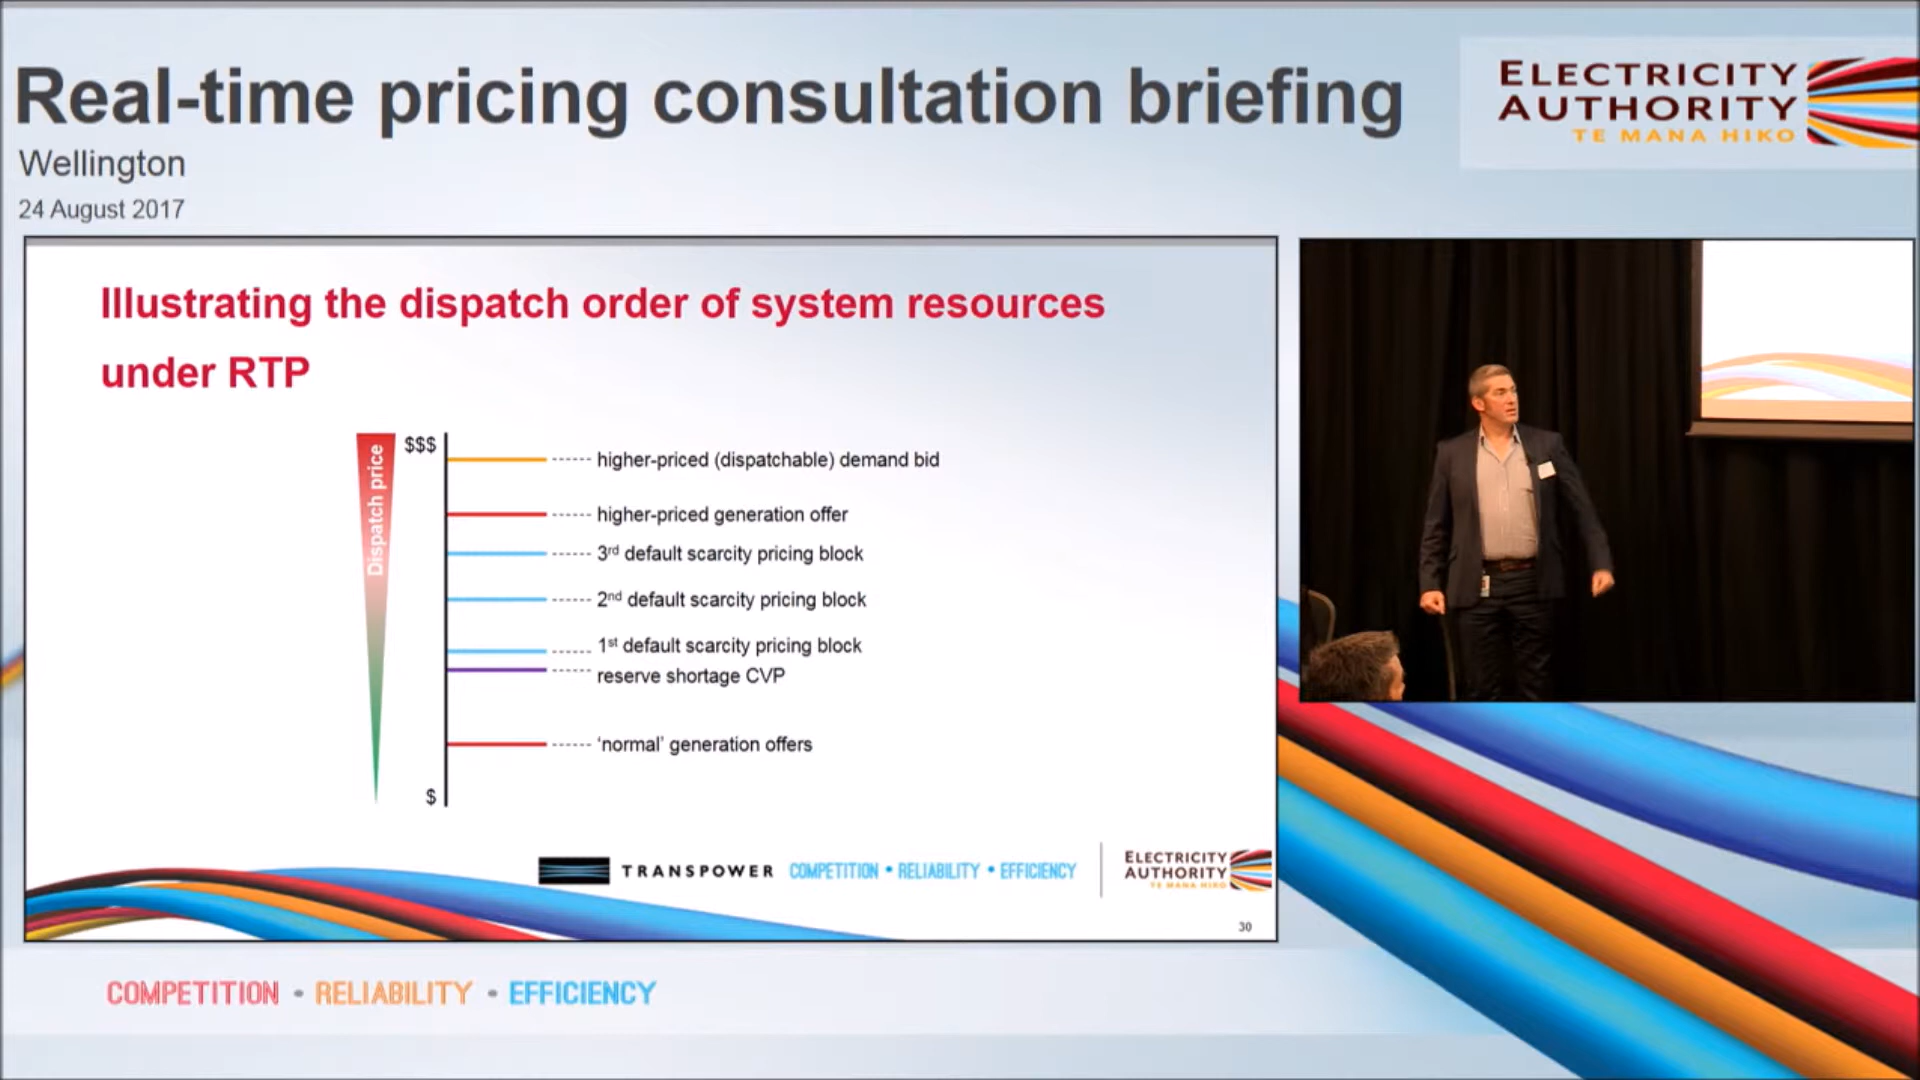 Real-time pricing consultation briefing
Wellington
24 August 2017
ELECTRICITY
AUTHORITY
TE MANA HIKO
Illustrating the dispatch order of system resources
under RTP
Dispatch price
$$$
higher-priced (dispatchable) demand bid
higher-priced generation offer
3rd default scarcity pricing block
2nd default scarcity pricing block
1st default scarcity pricing block
reserve shortage CVP
‘normal’ generation offers
$
TRANSPOWER
COMPETITION • RELIABILITY • EFFICIENCY
ELECTRICITY
AUTHORITY
TE MANA HIKO
30
COMPETITION • RELIABILITY • EFFICIENCY